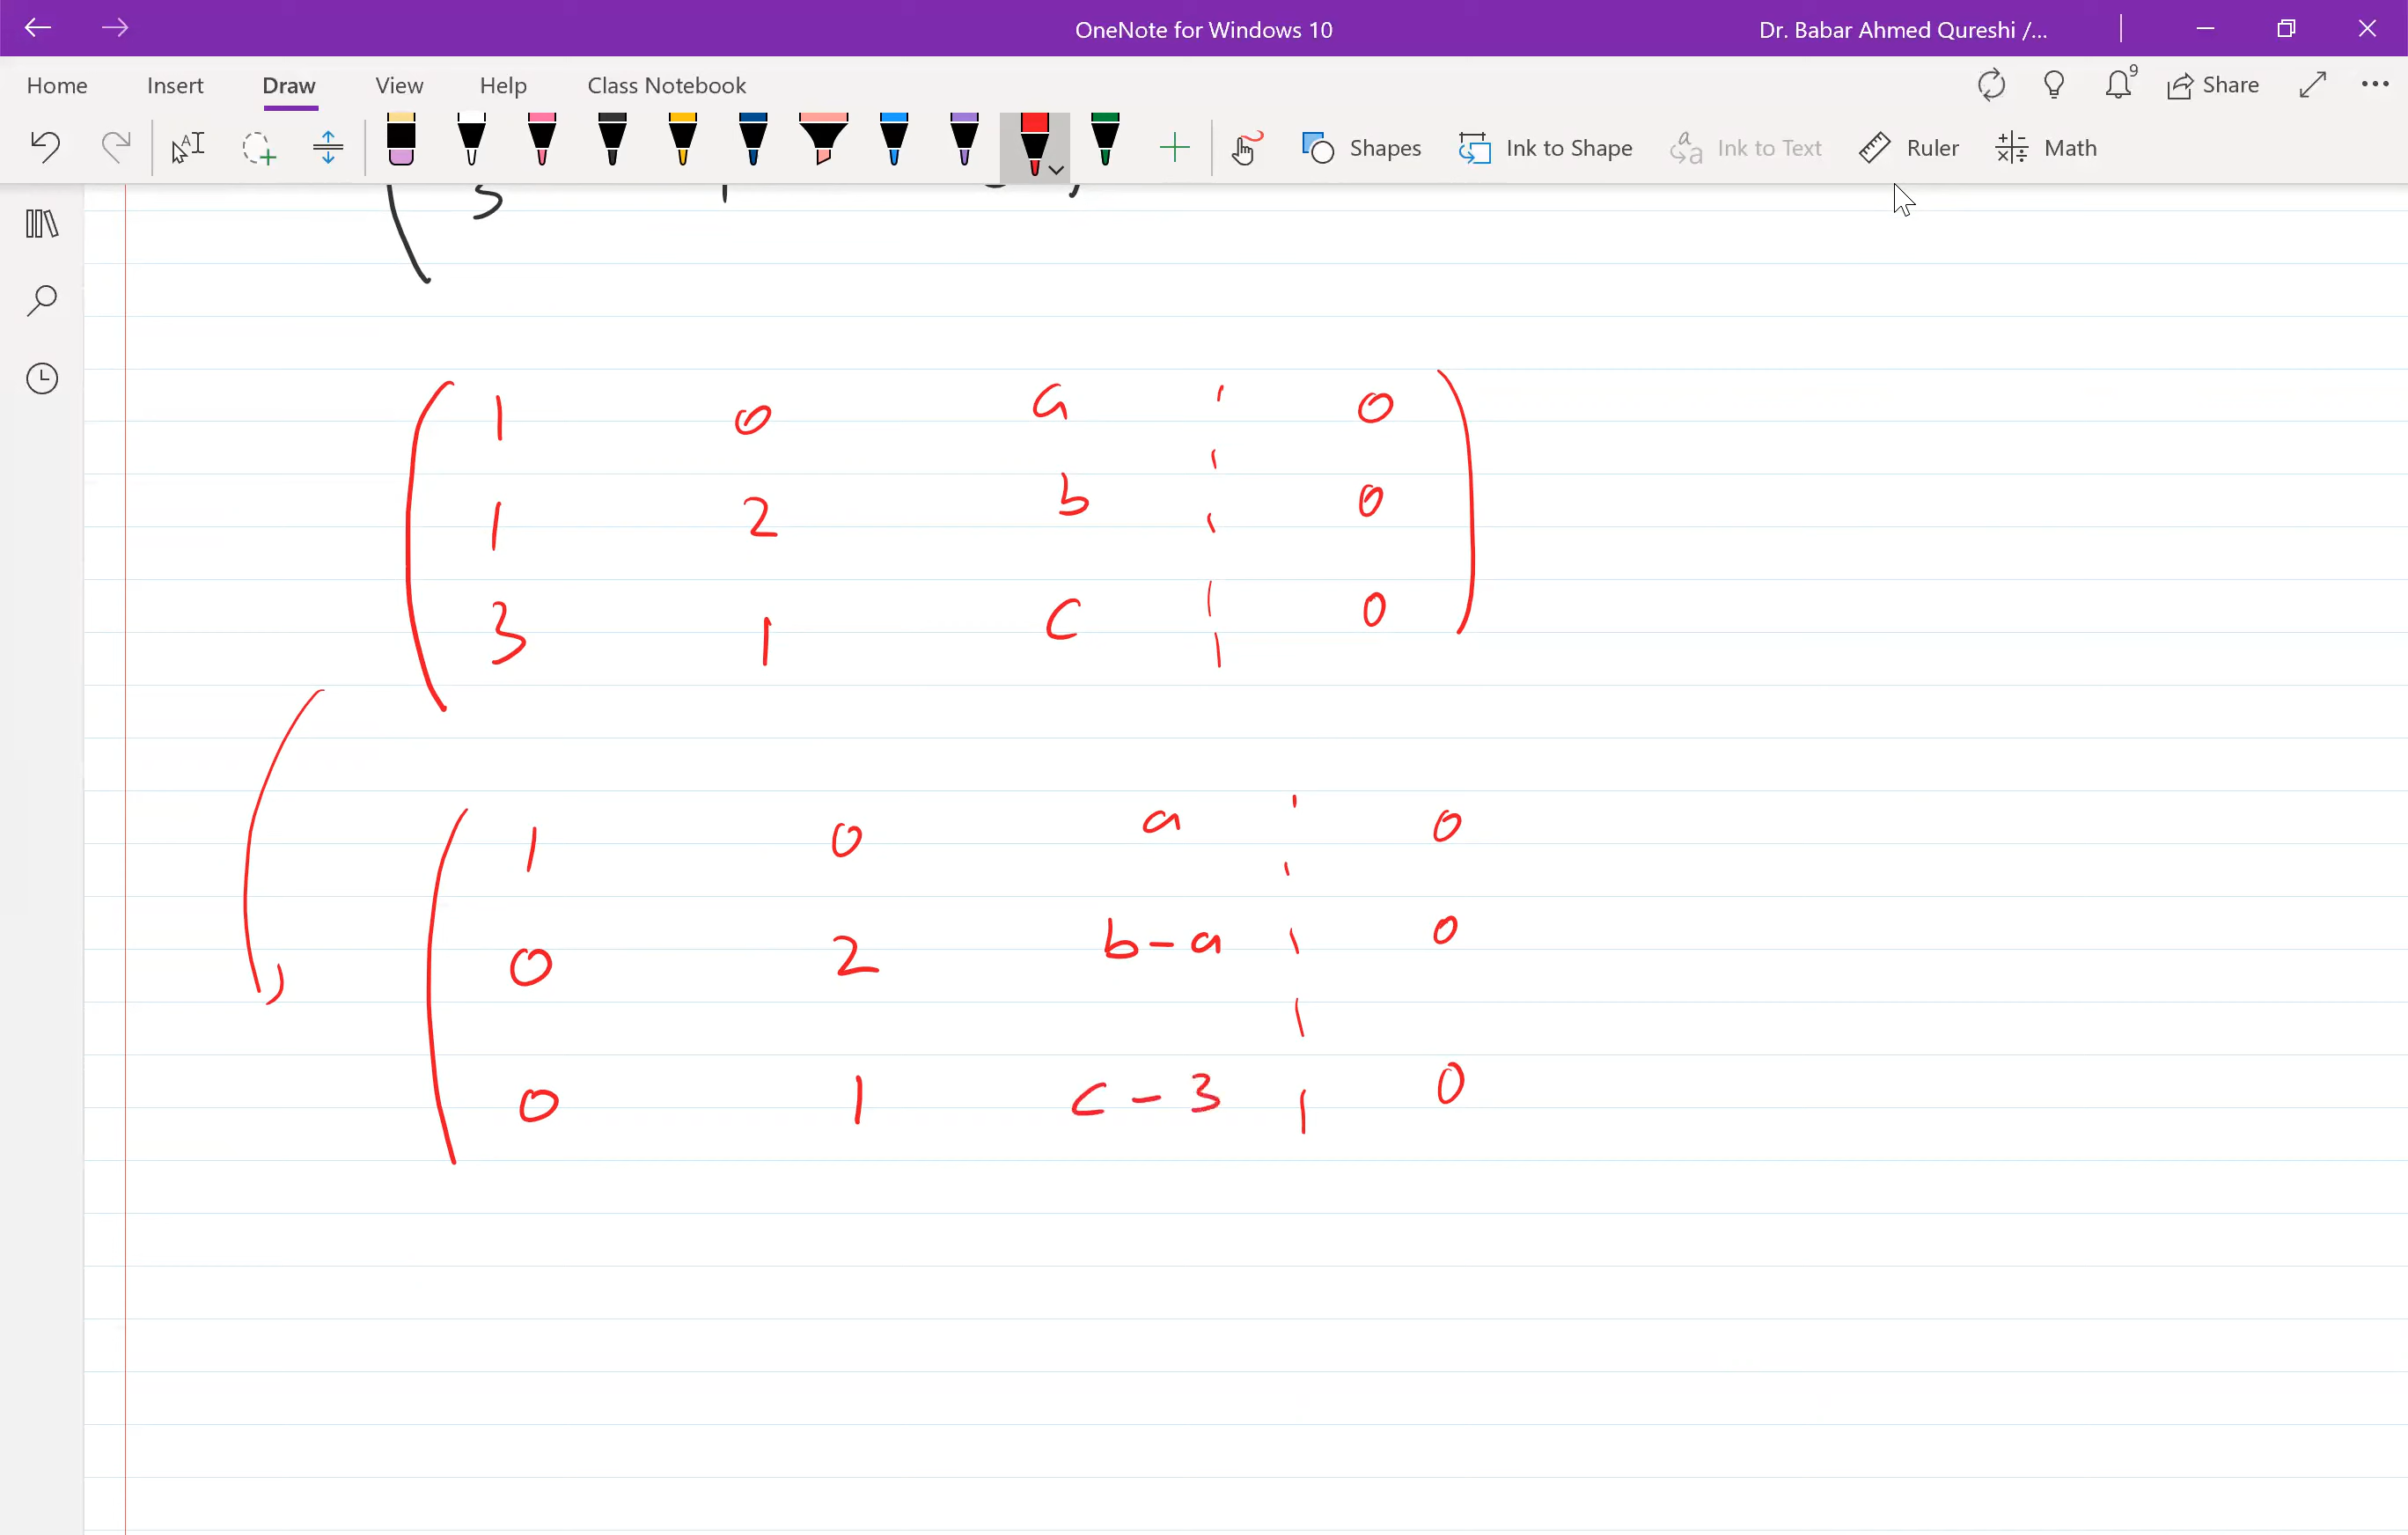 OneNote for Windows 10 Dr. Babar Ahmed Qureshi /...
Home Insert Draw View Help Class Notebook 9 Share
Shapes Ink to Shape Ink to Text Ruler Math
1 0 a 0
1 2 b 0
3 1 c 0
1 0 a 0
0 2 b - a 0
0 1 c - 3 0